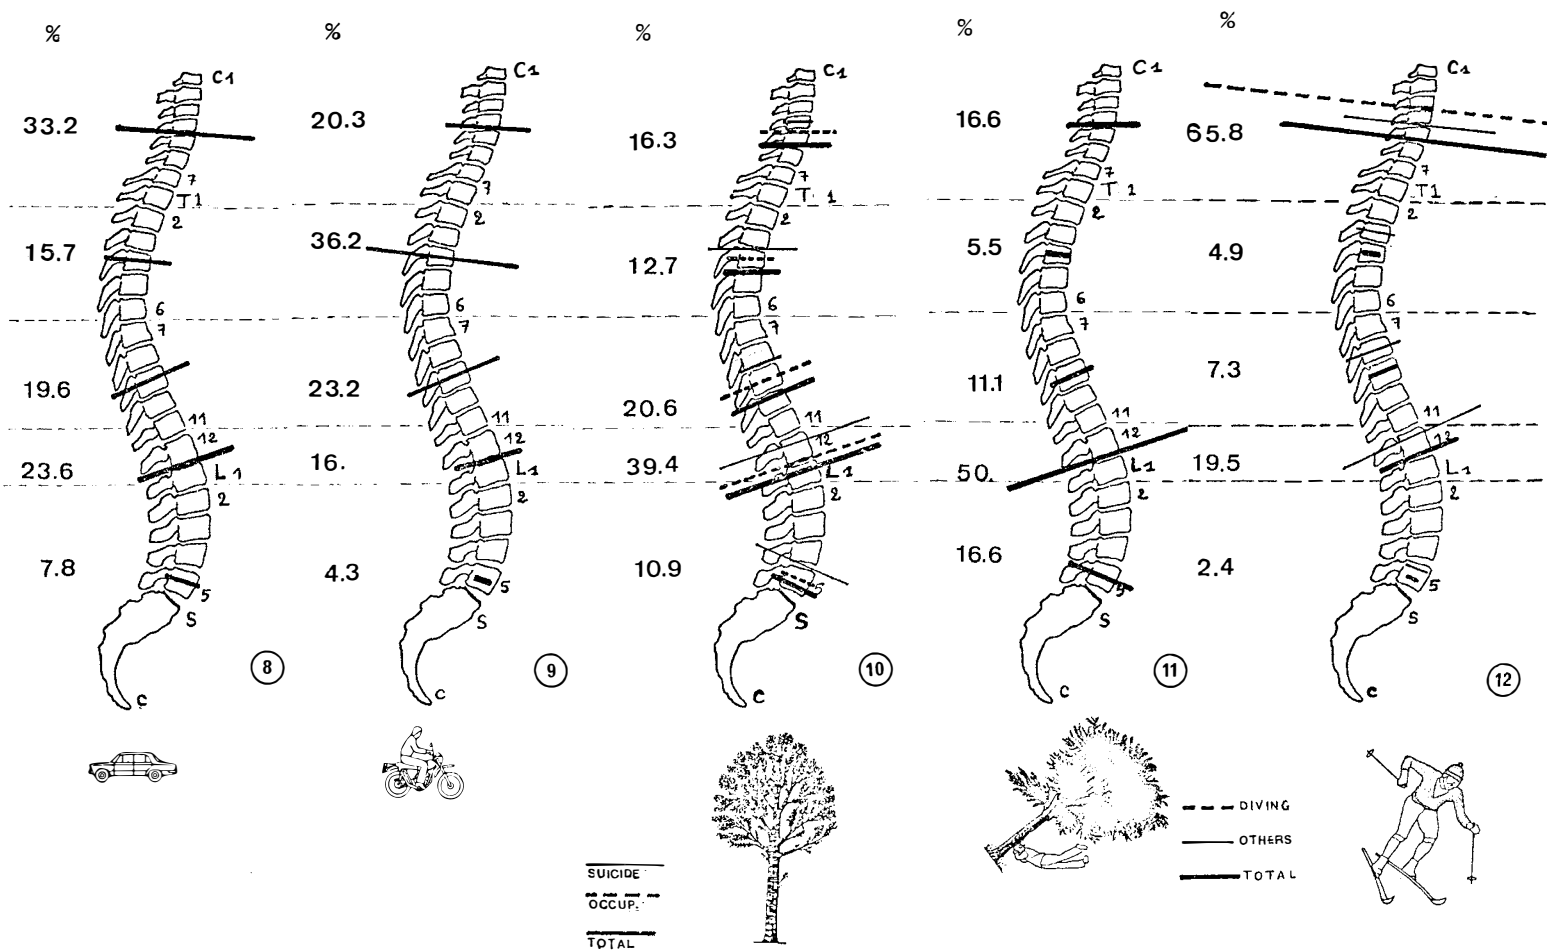 %
33.2
15.7
19.6
23.6
7.8
C1
7
T1
2
6
7
11
12
L1
2
5
S
C
8
%
20.3
36.2
23.2
16.
4.3
C1
7
2
6
7
11
12
L1
2
5
S
C
9
%
16.3
12.7
20.6
39.4
10.9
C1
7
T 1
2
6
7
11
12
L1
2
5
S
C
10
SUICIDE
OCCUP.
TOTAL
%
16.6
5.5
11.1
50.
16.6
C1
7
T 1
2
6
7
11
12
L1
2
5
S
C
11
%
65.8
4.9
7.3
19.5
2.4
C1
7
T1
2
6
7
11
12
L1
2
5
S
C
12
DIVING
OTHERS
TOTAL